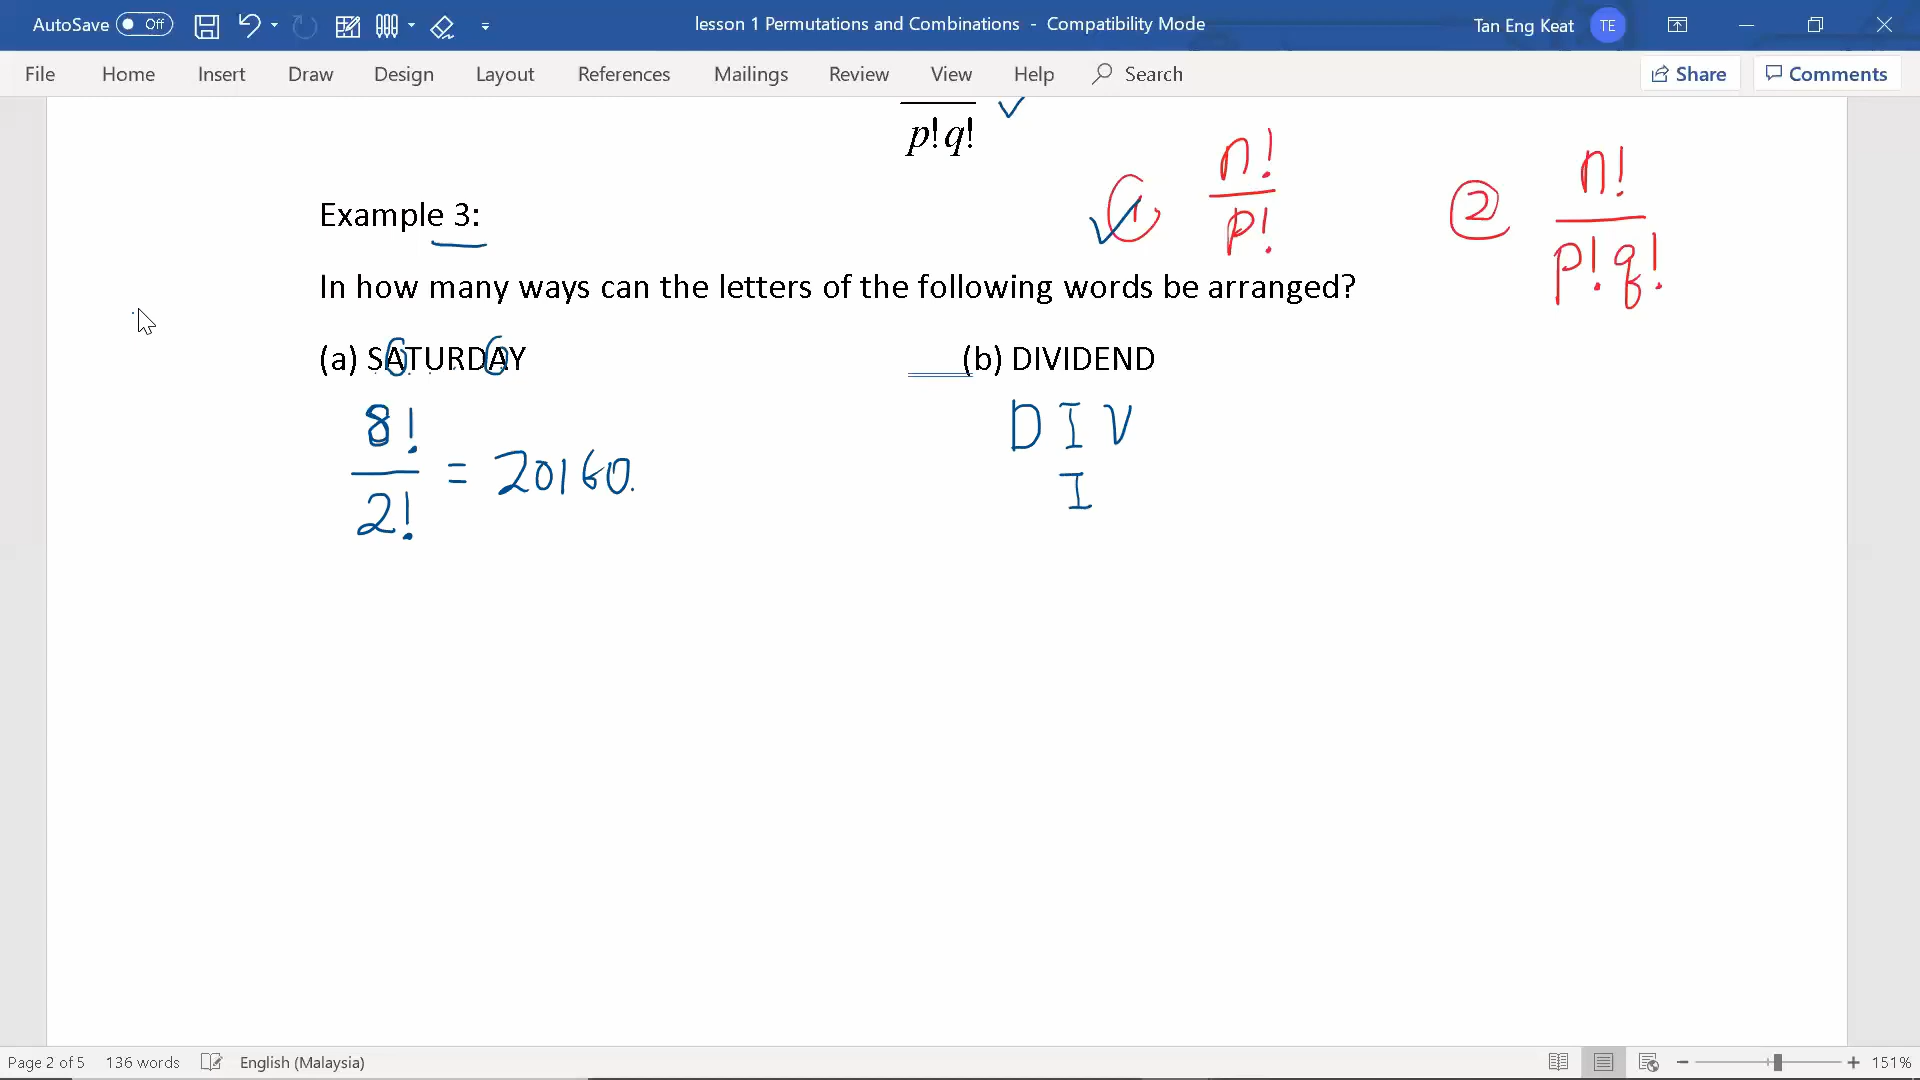 AutoSave Off lesson 1 Permutations and Combinations - Compatibility Mode Tan Eng Keat TE
File Home Insert Draw Design Layout References Mailings Review View Help Search Share Comments
p!q!
Example 3:
① n!/p! ② n!/p!q!
In how many ways can the letters of the following words be arranged?
(a) SATURDAY (b) DIVIDEND
8!/2! = 20160.
D I V
I
Page 2 of 5 136 words English (Malaysia) 151%